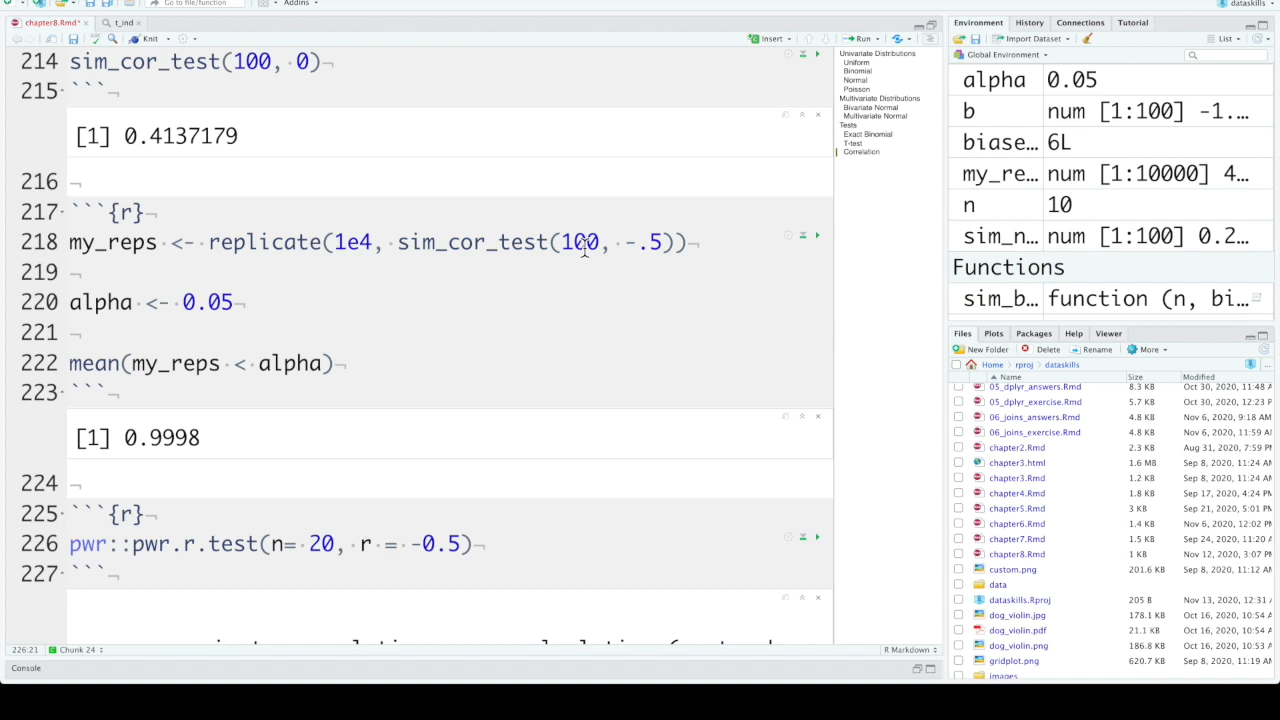 Go to file/function
Addins
dataskills
chapter8.Rmd*
t_ind
Knit
Insert
Run
214 sim_cor_test(100, 0)¬
215 ```¬
[1] 0.4137179
216 ¬
217 ```{r}¬
218 my_reps <- replicate(1e4, sim_cor_test(100, -.5))¬
219 ¬
220 alpha <- 0.05¬
221 ¬
222 mean(my_reps < alpha)¬
223 ```¬
[1] 0.9998
224 ¬
225 ```{r}¬
226 pwr::pwr.r.test(n= 20, r = -0.5)¬
227 ```¬
226:21
Chunk 24
R Markdown
Console
Univariate Distributions
Uniform
Binomial
Normal
Poisson
Multivariate Distributions
Bivariate Normal
Multivariate Normal
Tests
Exact Binomial
T-test
Correlation
Environment History Connections Tutorial
Import Dataset
List
Global Environment
alpha 0.05
b num [1:100] -1.…
biase… 6L
my_re… num [1:10000] 4…
n 10
sim_n… num [1:100] 0.2…
Functions
sim_b… function (n, bi…
Files Plots Packages Help Viewer
New Folder Delete Rename More
Home rproj dataskills
Name Size Modified
05_dplyr_answers.Rmd 8.3 KB Oct 30, 2020, 11:48 A
05_dplyr_exercise.Rmd 5.7 KB Oct 30, 2020, 12:23 P
06_joins_answers.Rmd 4.8 KB Nov 6, 2020, 9:18 AM
06_joins_exercise.Rmd 4.8 KB Nov 6, 2020, 11:59 A
chapter2.Rmd 2.3 KB Aug 31, 2020, 7:59 P
chapter3.html 1.6 MB Sep 8, 2020, 11:24 A
chapter3.Rmd 1.2 KB Sep 8, 2020, 11:24 A
chapter4.Rmd 1.8 KB Sep 17, 2020, 4:24 P
chapter5.Rmd 3 KB Sep 21, 2020, 5:01 P
chapter6.Rmd 1.4 KB Nov 6, 2020, 12:02 P
chapter7.Rmd 1.5 KB Sep 24, 2020, 11:20 A
chapter8.Rmd 1 KB Nov 12, 2020, 3:07 P
custom.png 201.6 KB Sep 8, 2020, 11:12 A
data
dataskills.Rproj 205 B Nov 13, 2020, 12:31 A
dog_violin.jpg 178.1 KB Oct 16, 2020, 10:54 A
dog_violin.pdf 21.1 KB Oct 16, 2020, 10:54 A
dog_violin.png 186.8 KB Oct 16, 2020, 10:54 A
gridplot.png 620.7 KB Sep 8, 2020, 11:19 A
images